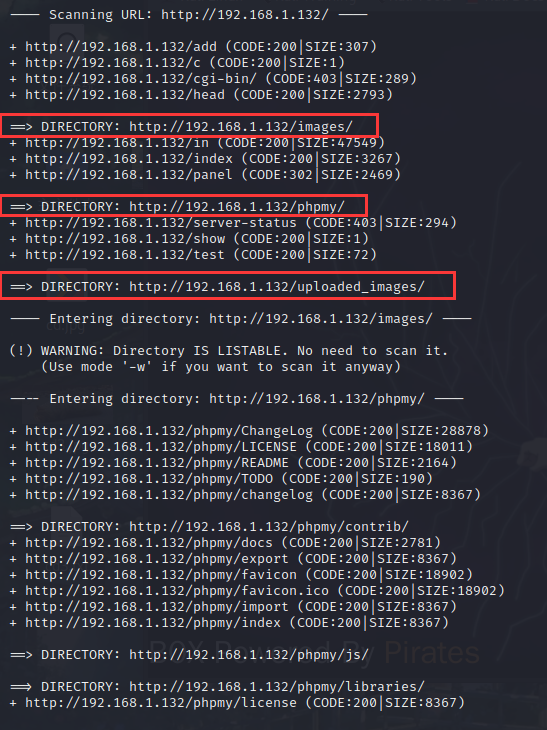 ---- Scanning URL: http://192.168.1.132/ ----
+ http://192.168.1.132/add (CODE:200|SIZE:307)
+ http://192.168.1.132/c (CODE:200|SIZE:1)
+ http://192.168.1.132/cgi-bin/ (CODE:403|SIZE:289)
+ http://192.168.1.132/head (CODE:200|SIZE:2793)
==> DIRECTORY: http://192.168.1.132/images/
+ http://192.168.1.132/in (CODE:200|SIZE:47549)
+ http://192.168.1.132/index (CODE:200|SIZE:3267)
+ http://192.168.1.132/panel (CODE:302|SIZE:2469)
==> DIRECTORY: http://192.168.1.132/phpmy/
+ http://192.168.1.132/server-status (CODE:403|SIZE:294)
+ http://192.168.1.132/show (CODE:200|SIZE:1)
+ http://192.168.1.132/test (CODE:200|SIZE:72)
==> DIRECTORY: http://192.168.1.132/uploaded_images/
---- Entering directory: http://192.168.1.132/images/ ----
(!) WARNING: Directory IS LISTABLE. No need to scan it.
(Use mode '-w' if you want to scan it anyway)
---- Entering directory: http://192.168.1.132/phpmy/ ----
+ http://192.168.1.132/phpmy/ChangeLog (CODE:200|SIZE:28878)
+ http://192.168.1.132/phpmy/LICENSE (CODE:200|SIZE:18011)
+ http://192.168.1.132/phpmy/README (CODE:200|SIZE:2164)
+ http://192.168.1.132/phpmy/TODO (CODE:200|SIZE:190)
+ http://192.168.1.132/phpmy/changelog (CODE:200|SIZE:8367)
==> DIRECTORY: http://192.168.1.132/phpmy/contrib/
+ http://192.168.1.132/phpmy/docs (CODE:200|SIZE:2781)
+ http://192.168.1.132/phpmy/export (CODE:200|SIZE:8367)
+ http://192.168.1.132/phpmy/favicon (CODE:200|SIZE:18902)
+ http://192.168.1.132/phpmy/favicon.ico (CODE:200|SIZE:18902)
+ http://192.168.1.132/phpmy/import (CODE:200|SIZE:8367)
+ http://192.168.1.132/phpmy/index (CODE:200|SIZE:8367)
==> DIRECTORY: http://192.168.1.132/phpmy/js/
By Pirates
==> DIRECTORY: http://192.168.1.132/phpmy/libraries/
+ http://192.168.1.132/phpmy/license (CODE:200|SIZE:8367)